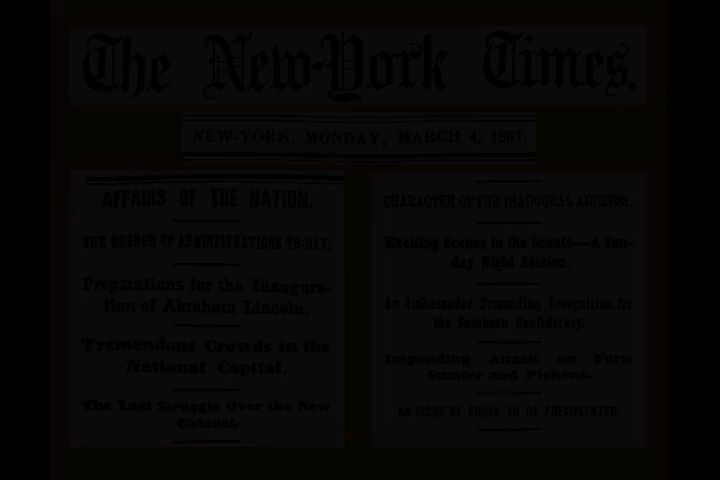 The New-York Times.
NEW-YORK, MONDAY, MARCH 4, 1861.
AFFAIRS OF THE NATION.
THE CHANGE OF ADMINISTRATIONS TO-DAY.
Preparations for the Inaugura-
tion of Abraham Lincoln.
Tremendous Crowds in the
National Capital.
The Last Struggle Over the New
Cabinet.
CHARACTER OF THE INAUGURAL ADDRESS.
Exciting Scenes in the Senate—A Sun-
day Night Session.
An Ambassador Demanding Recognition for
the Southern Confederacy.
Impending Attack on Forts
Sumter and Pickens.
AN ISSUE OF FORCE TO BE PRECIPITATED.